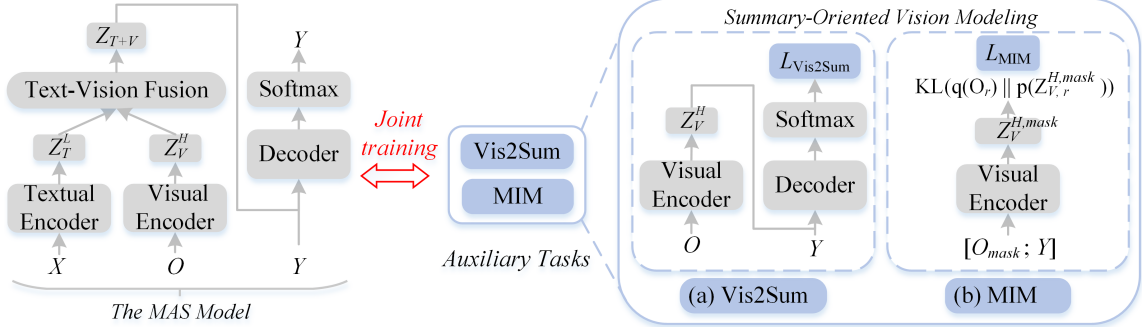 Z_{T+V}
Text-Vision Fusion
Z_T^L
Z_V^H
Textual
Encoder
Visual
Encoder
X
O
Y
Softmax
Decoder
Y
The MAS Model
Joint
training
Vis2Sum
MIM
Auxiliary Tasks
Summary-Oriented Vision Modeling
Z_V^H
Visual
Encoder
O
L_{Vis2Sum}
Softmax
Decoder
Y
(a) Vis2Sum
L_{MIM}
KL(q(O_r) || p(Z_{V, r}^{H,mask}))
Z_V^{H,mask}
Visual
Encoder
[O_{mask}; Y]
(b) MIM